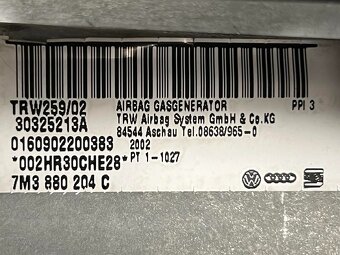 TRW259/02
30325213A
0160902200383
*002HR30CHE28*
7M3 880 204 C
AIRBAG GASGENERATOR PPI 3
TRW Airbag System GmbH & Co.KG
84544 Aschau Tel.08638/965-0
2002
PT 1-1027